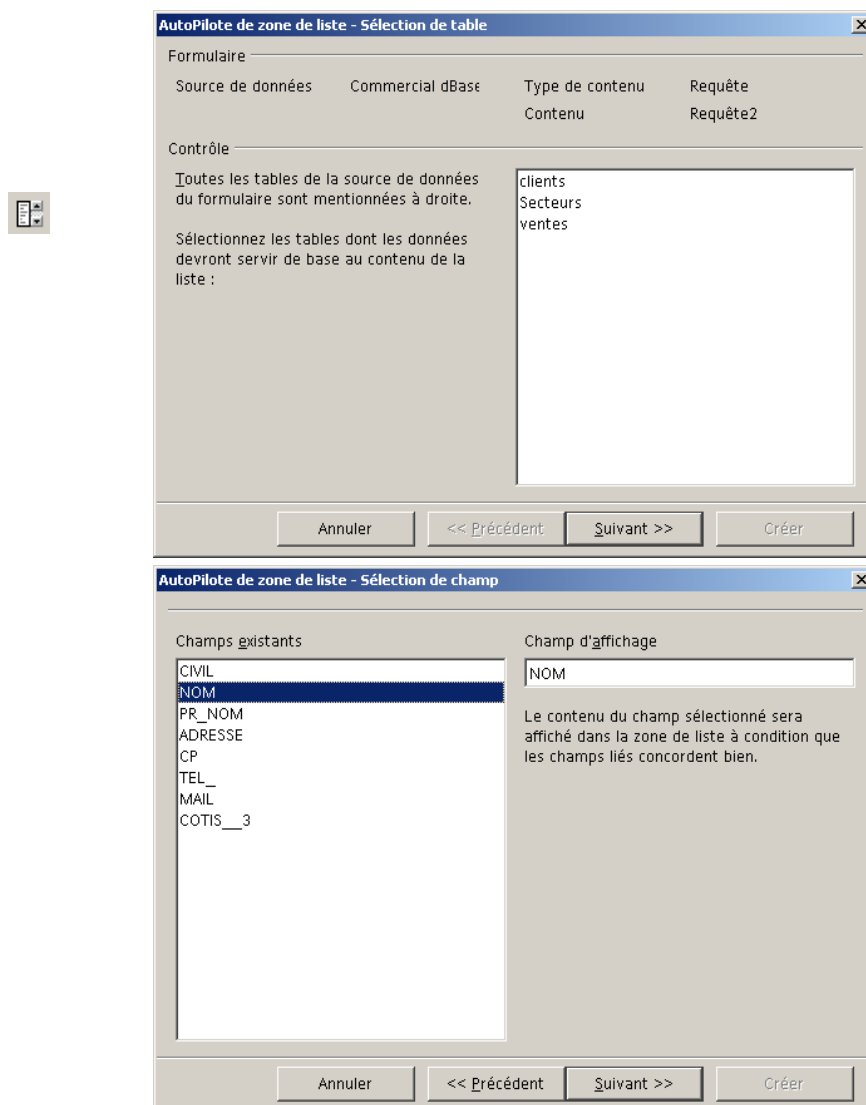 AutoPilote de zone de liste - Sélection de table
Formulaire
Source de données Commercial dBase Type de contenu Requête
Contenu Requête2
Contrôle
Toutes les tables de la source de données
du formulaire sont mentionnées à droite.
Sélectionnez les tables dont les données
devront servir de base au contenu de la
liste :
clients
Secteurs
ventes
Annuler << Précédent Suivant >> Créer
AutoPilote de zone de liste - Sélection de champ
Champs existants
CIVIL
NOM
PR_NOM
ADRESSE
CP
TEL_
MAIL
COTIS__3
Champ d'affichage
NOM
Le contenu du champ sélectionné sera
affiché dans la zone de liste à condition que
les champs liés concordent bien.
Annuler << Précédent Suivant >> Créer